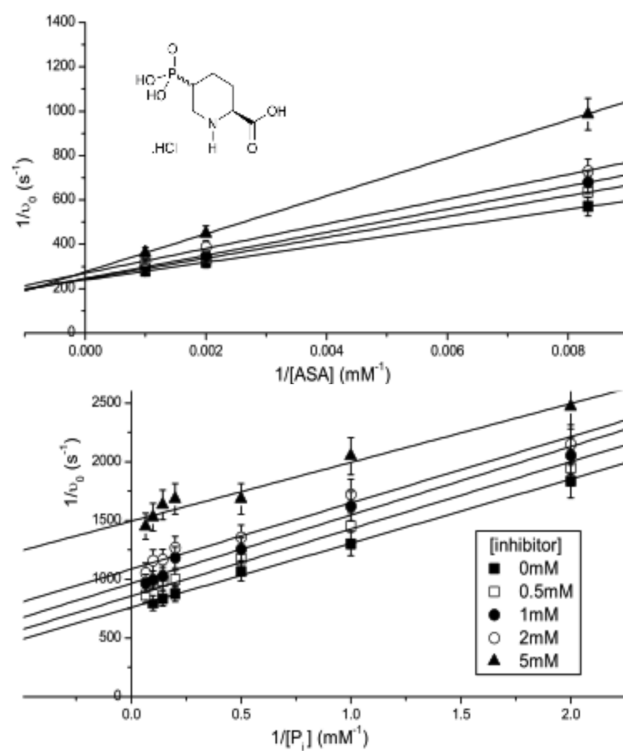 1400
1200
1000
800
600
400
200
0
1/υ₀ (s⁻¹)
O
HO
P
HO
N
H
OH
O
.HCl
0.000
0.002
0.004
0.006
0.008
1/[ASA] (mM⁻¹)
2500
2000
1500
1000
500
0
1/υ₀ (s⁻¹)
[inhibitor]
0mM
0.5mM
1mM
2mM
5mM
0.0
0.5
1.0
1.5
2.0
1/[Pᵢ] (mM⁻¹)